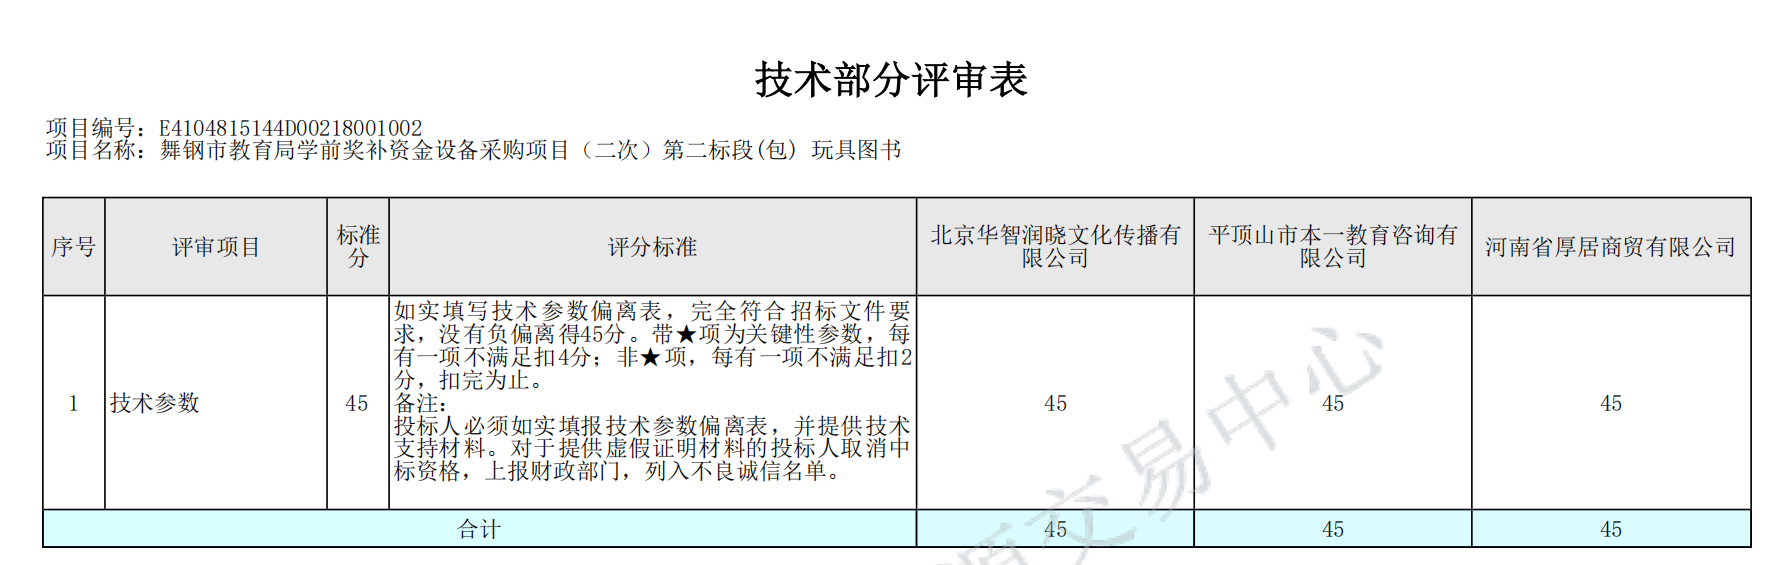 技术部分评审表
项目编号：E4104815144D00218001002
项目名称：舞钢市教育局学前奖补资金设备采购项目（二次）第二标段(包) 玩具图书
序号
评审项目
标准
分
评分标准
北京华智润晓文化传播有
限公司
平顶山市本一教育咨询有
限公司
河南省厚居商贸有限公司
1
技术参数
45
如实填写技术参数偏离表，完全符合招标文件要
求，没有负偏离得45分。带★项为关键性参数，每
有一项不满足扣4分；非★项，每有一项不满足扣2
分，扣完为止。
备注：
投标人必须如实填报技术参数偏离表，并提供技术
支持材料。对于提供虚假证明材料的投标人取消中
标资格，上报财政部门，列入不良诚信名单。
45
45
45
合计
45
45
45
源交易中心